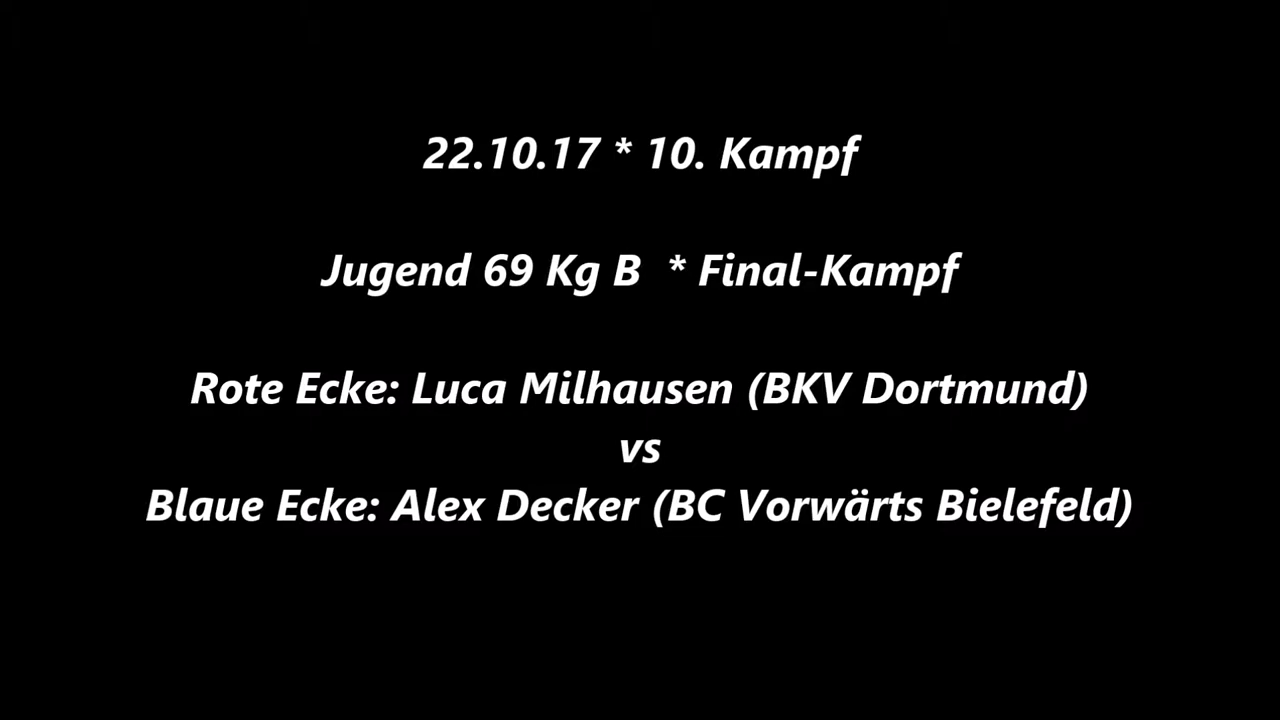 22.10.17 * 10. Kampf
Jugend 69 Kg B * Final-Kampf
Rote Ecke: Luca Milhausen (BKV Dortmund)
vs
Blaue Ecke: Alex Decker (BC Vorwärts Bielefeld)